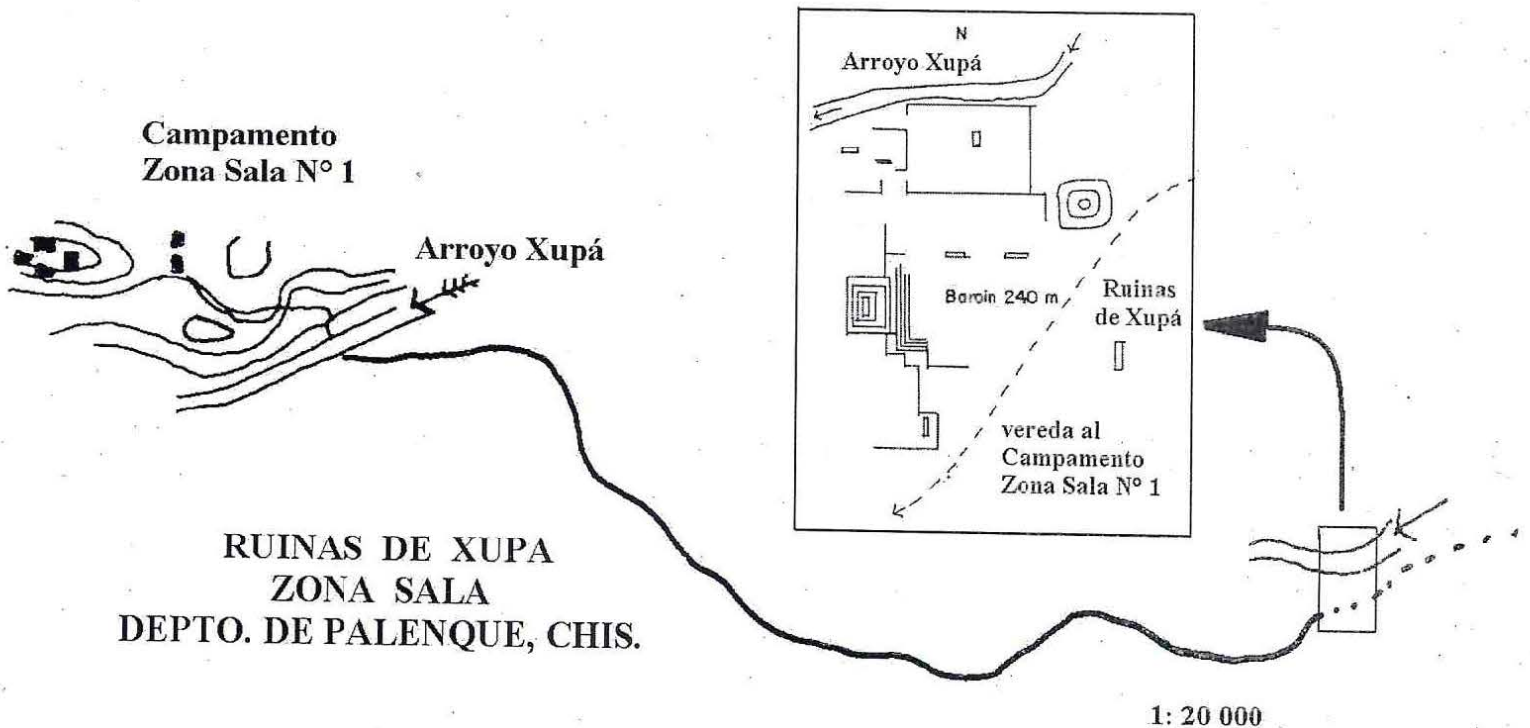 Campamento
Zona Sala N° 1
Arroyo Xupá
N
Arroyo Xupá
Baroin 240 m
Ruinas
de Xupá
vereda al
Campamento
Zona Sala N° 1
RUINAS DE XUPA
ZONA SALA
DEPTO. DE PALENQUE, CHIS.
1: 20 000